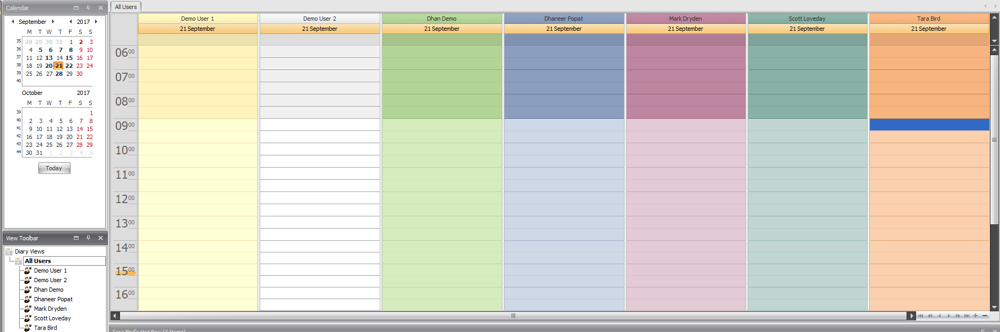 Calendar
September 2017
M T W T F S S
35 28 29 30 31 1 2 3
36 4 5 6 7 8 9 10
37 11 12 13 14 15 16 17
38 18 19 20 21 22 23 24
39 25 26 27 28 29 30
40
October 2017
M T W T F S S
39 1
40 2 3 4 5 6 7 8
41 9 10 11 12 13 14 15
42 16 17 18 19 20 21 22
43 23 24 25 26 27 28 29
44 30 31 1 2 3 4 5
Today
View Toolbar
Diary Views
All Users
Demo User 1
Demo User 2
Dhan Demo
Dhaneer Popat
Mark Dryden
Scott Loveday
Tara Bird
All Users
Demo User 1 Demo User 2 Dhan Demo Dhaneer Popat Mark Dryden Scott Loveday Tara Bird
21 September 21 September 21 September 21 September 21 September 21 September 21 September
06 00
07 00
08 00
09 00
10 00
11 00
12 00
13 00
14 00
15 00
16 00
Tara Bird's Hot Box (4 Items)